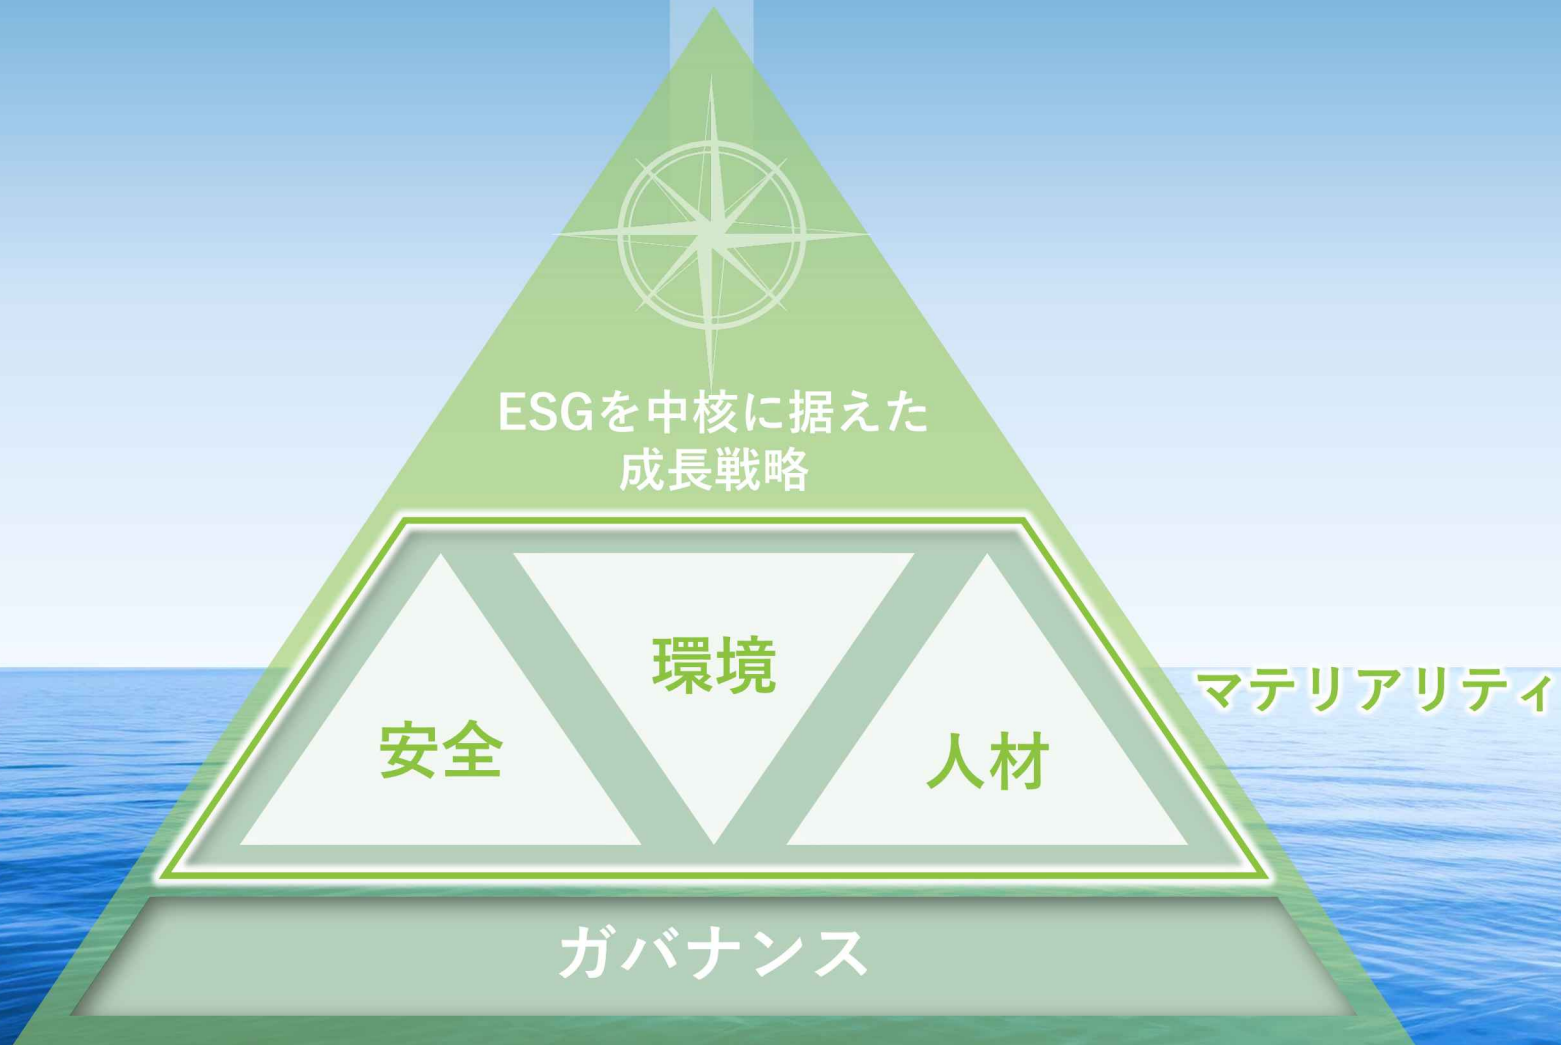 ESGを中核に据えた
成長戦略
環境
安全
人材
マテリアリティ
ガバナンス